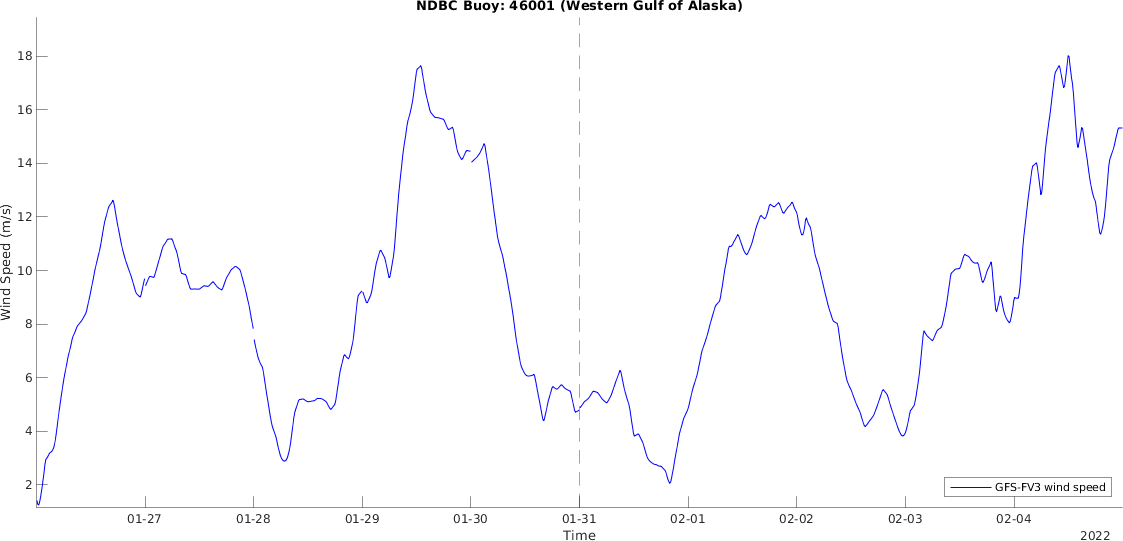 NDBC Buoy: 46001 (Western Gulf of Alaska)
Wind Speed (m/s)
18
16
14
12
10
8
6
4
2
GFS-FV3 wind speed
01-27 01-28 01-29 01-30 01-31 02-01 02-02 02-03 02-04
Time
2022